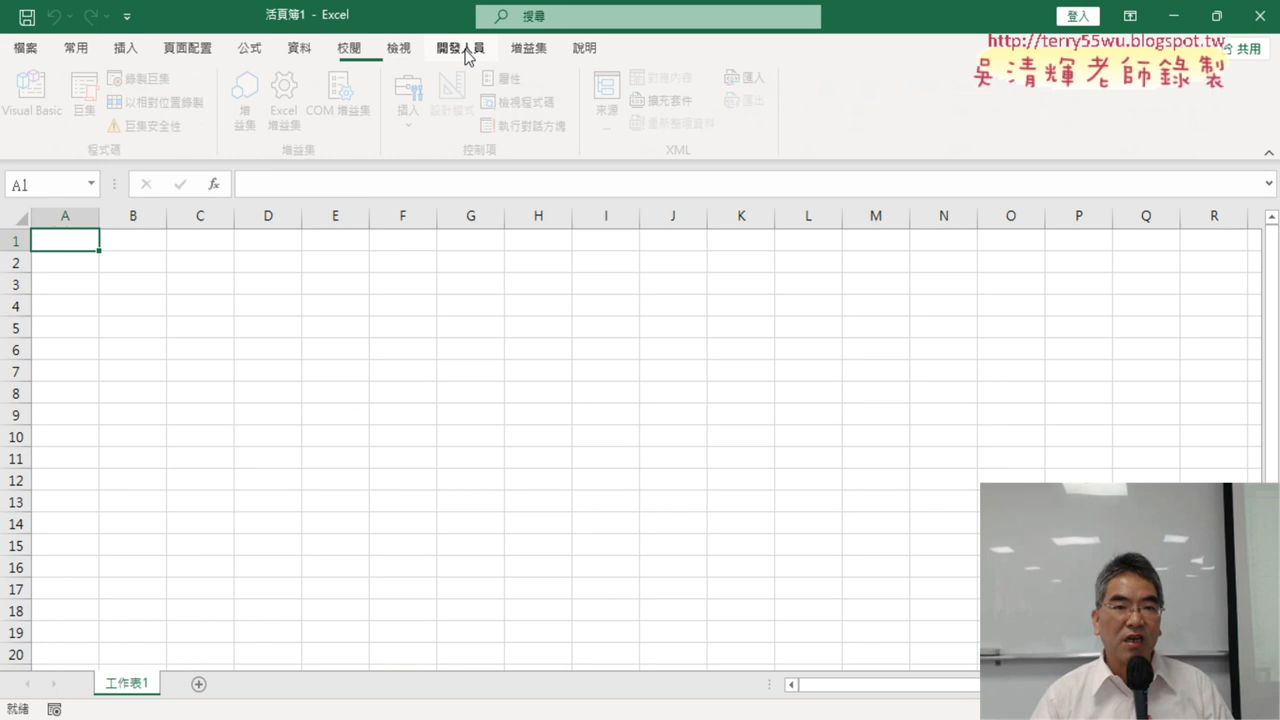 活頁簿1 - Excel
搜尋
登入
檔案 常用 插入 頁面配置 公式 資料 校閱 檢視 開發人員 增益集 說明
http://terry55wu.blogspot.tw
共用
吳清輝老師錄製
Visual Basic
巨集
錄製巨集
以相對位置錄製
巨集安全性
程式碼
增益集
Excel 增益集
COM 增益集
增益集
插入
設計模式
屬性
檢視程式碼
執行對話方塊
控制項
來源
...
對應內容
擴充套件
重新整理資料
匯入
匯出
XML
A1
fx
A B C D E F G H I J K L M N O P Q R
1
2
3
4
5
6
7
8
9
10
11
12
13
14
15
16
17
18
19
20
工作表1
就緒